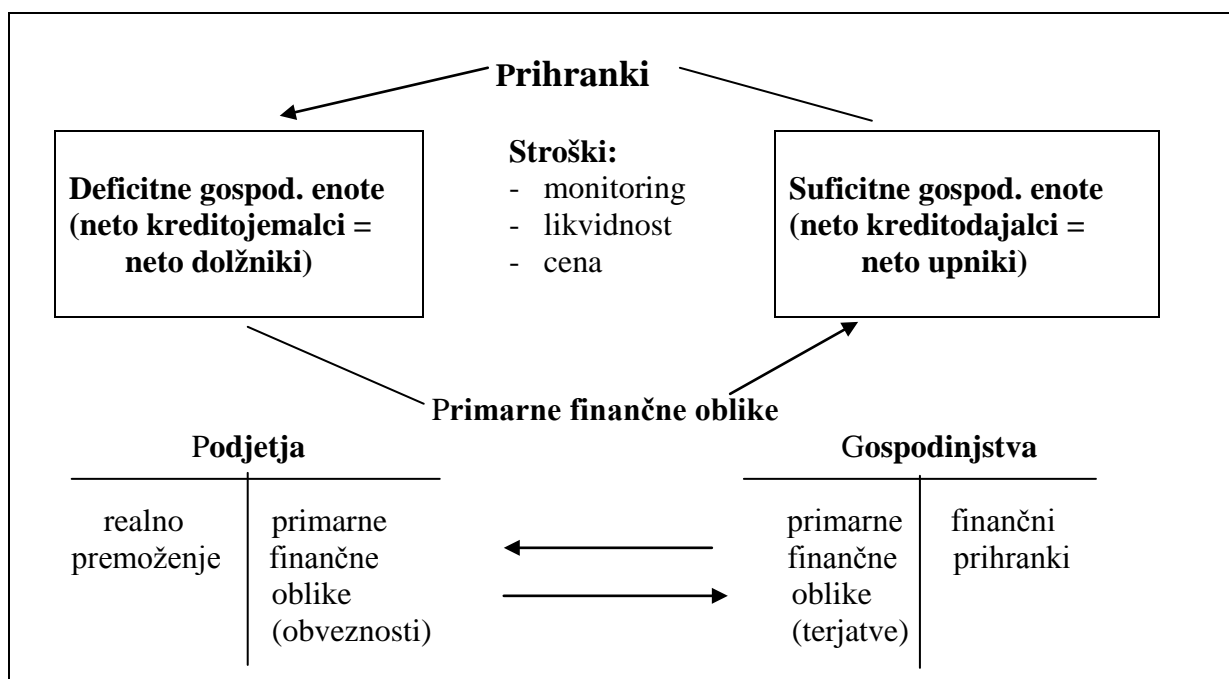 Prihranki
Deficitne gospod. enote
(neto kreditojemalci =
neto dolžniki)
Stroški:
- monitoring
- likvidnost
- cena
Suficitne gospod. enote
(neto kreditodajalci =
neto upniki)
Primarne finančne oblike
Podjetja
realno
premoženje
primarne
finančne
oblike
(obveznosti)
Gospodinjstva
primarne
finančne
oblike
(terjatve)
finančni
prihranki